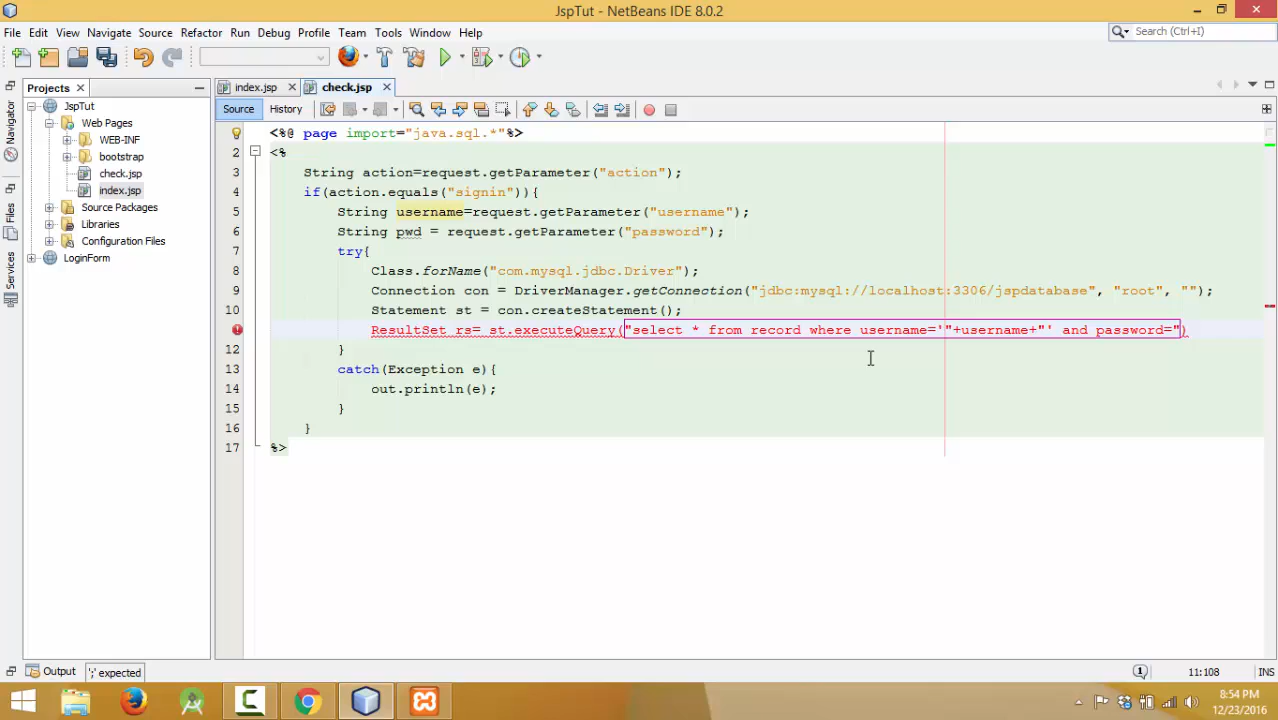 JspTut - NetBeans IDE 8.0.2
File Edit View Navigate Source Refactor Run Debug Profile Team Tools Window Help
Search (Ctrl+I)
Projects
index.jsp check.jsp
Navigator
Files
Services
JspTut
Web Pages
WEB-INF
bootstrap
check.jsp
index.jsp
Source Packages
Libraries
Configuration Files
LoginForm
Source History
<%@ page import="java.sql.*"%>
2 <%
3 String action=request.getParameter("action");
4 if(action.equals("signin")){
5 String username=request.getParameter("username");
6 String pwd = request.getParameter("password");
7 try{
8 Class.forName("com.mysql.jdbc.Driver");
9 Connection con = DriverManager.getConnection("jdbc:mysql://localhost:3306/jspdatabase", "root", "");
10 Statement st = con.createStatement();
ResultSet rs= st.executeQuery("select * from record where username='"+username+"' and password=")
12 }
13 catch(Exception e){
14 out.println(e);
15 }
16 }
17 %>
Output ';' expected
1
11:108 INS
8:54 PM
12/23/2016